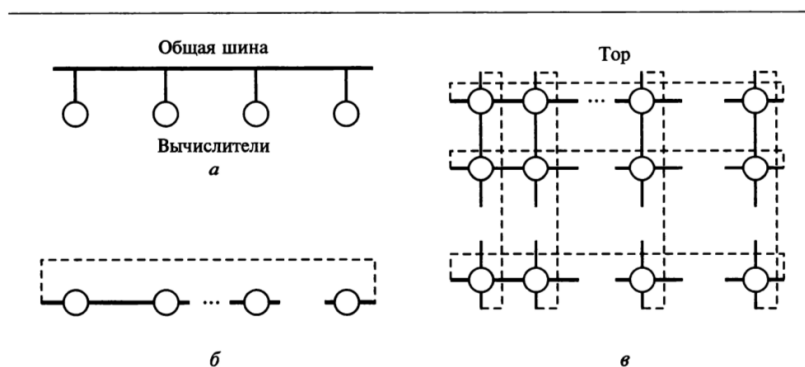 Общая шина
Вычислители
а
Тор
б
в